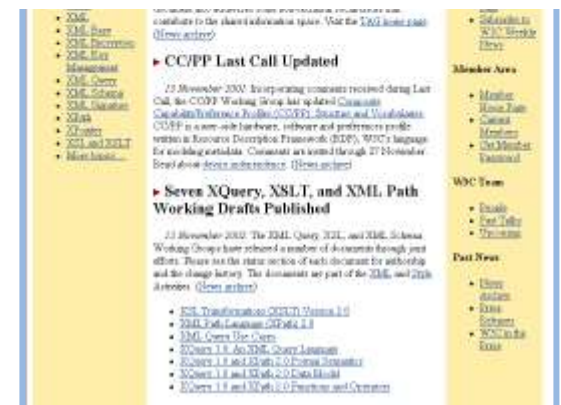 XML
XML Base
XML Encryption
XML Key
Management
XML Query
XML Schema
XML Signature
XPath
XPointer
XSL and XSLT
More topics...
contribute to the shared information space. Visit the TAG home page
(News archive)
CC/PP Last Call Updated
13 November 2002: Incorporating comments received during Last
Call, the CC/PP Working Group has updated Composite
Capability/Preference Profiles (CC/PP): Structure and Vocabularies.
CC/PP is a user-side hardware, software and preferences profile
written in Resource Description Framework (RDF), W3C's language
for modeling metadata. Comments are invited through 27 November.
Read about device independence. (News archive)
Seven XQuery, XSLT, and XML Path
Working Drafts Published
15 November 2002: The XML Query, XSL, and XML Schema
Working Groups have released a number of documents through joint
efforts. Please see the status section of each document for authorship
and the change history. The documents are part of the XML and Style
Activities. (News archive)
XSL Transformations (XSLT) Version 2.0
XML Path Language (XPath) 2.0
XML Query Use Cases
XQuery 1.0: An XML Query Language
XQuery 1.0 and XPath 2.0 Formal Semantics
XQuery 1.0 and XPath 2.0 Data Model
XQuery 1.0 and XPath 2.0 Functions and Operators
Subscribe to
W3C Weekly
News
Member Area
Member
Home Page
Current
Members
Get Member
Password
W3C Team
People
Past Talks
Upcoming
Past News
News
Archive
Press
Releases
W3C in the
Press